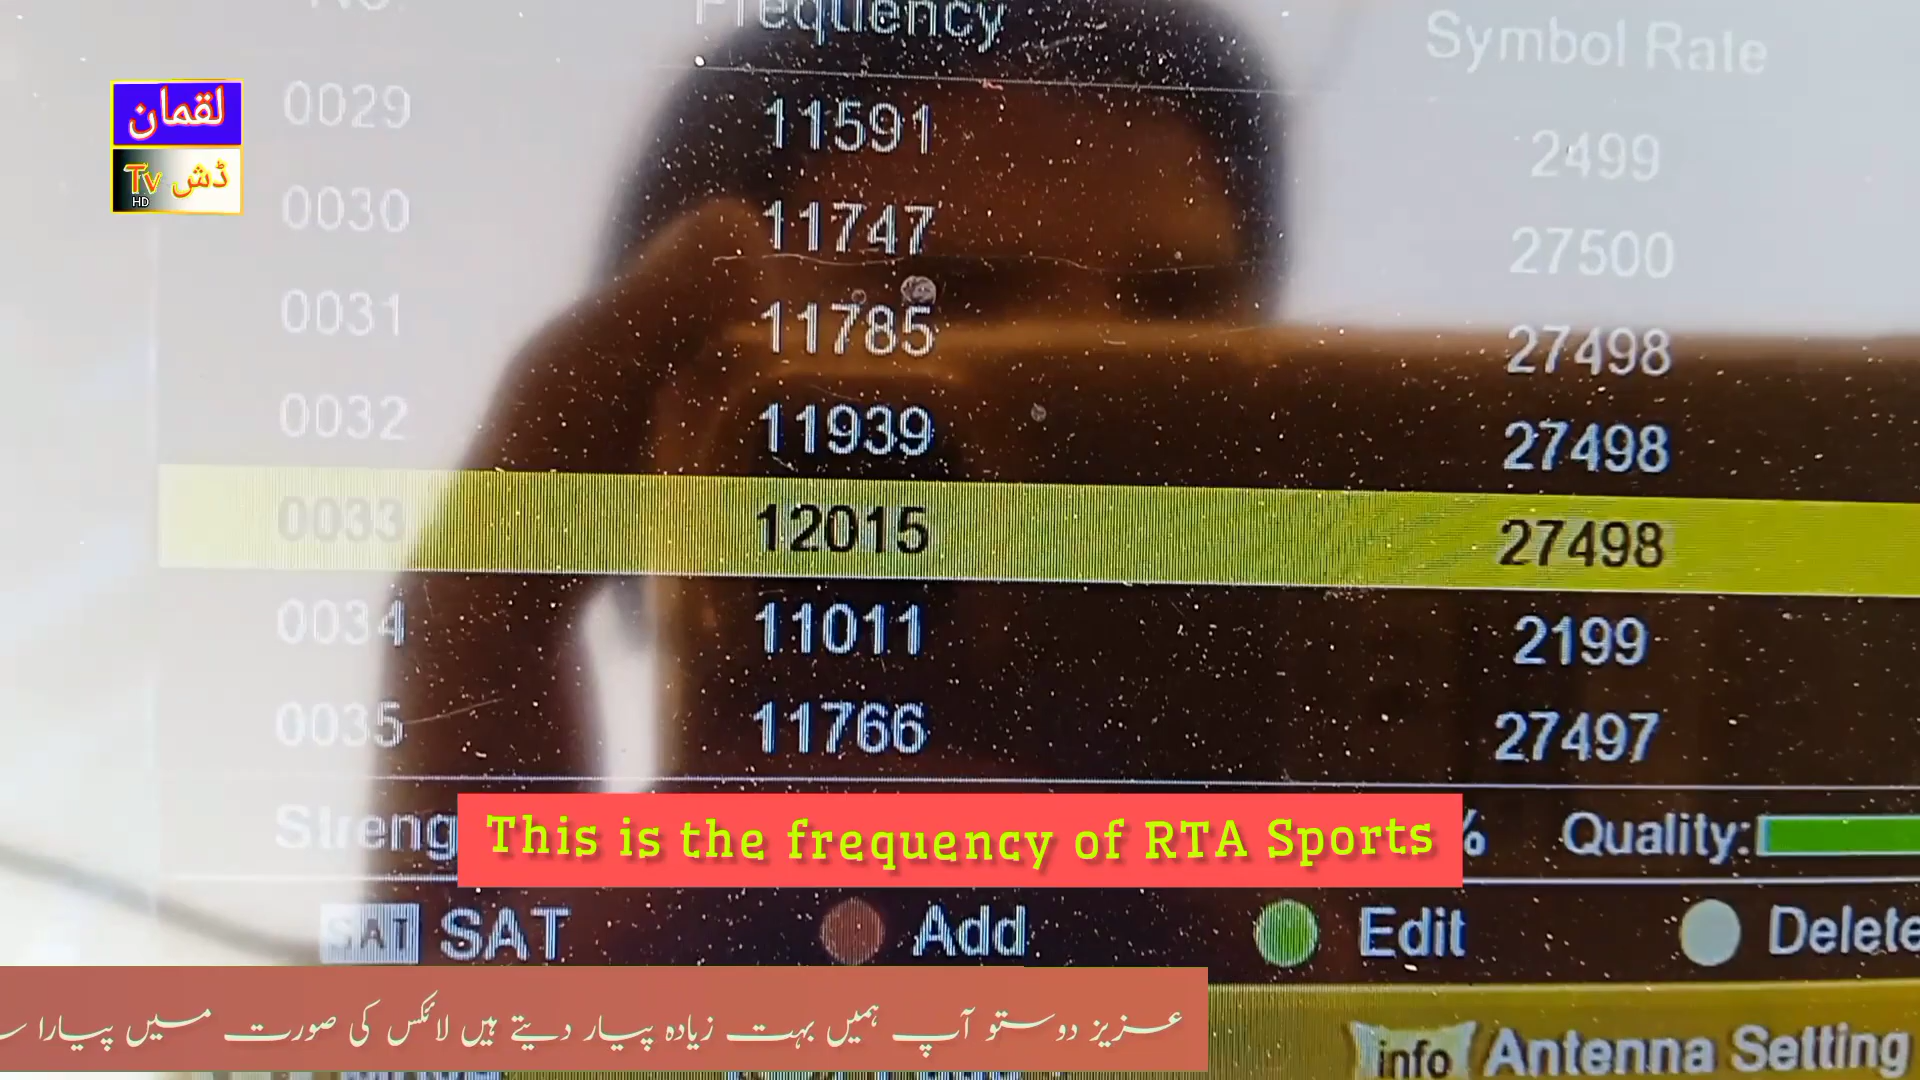 Frequency
Symbol Rale
لقمان
ڈش Tv
HD
0029 11591 2499
0030 11747 27500
0031 11785 27498
0032 11939 27498
0033 12015 27498
0034 11011 2199
0035 11766 27497
This is the frequency of RTA Sports
% Quality:
SAT SAT Add Edit Delete
عزیز دوستو آپ ہمیں بہت زیادہ پیار دیتے ہیں لائکس کی صورت میں پیارا
info Antenna Setting